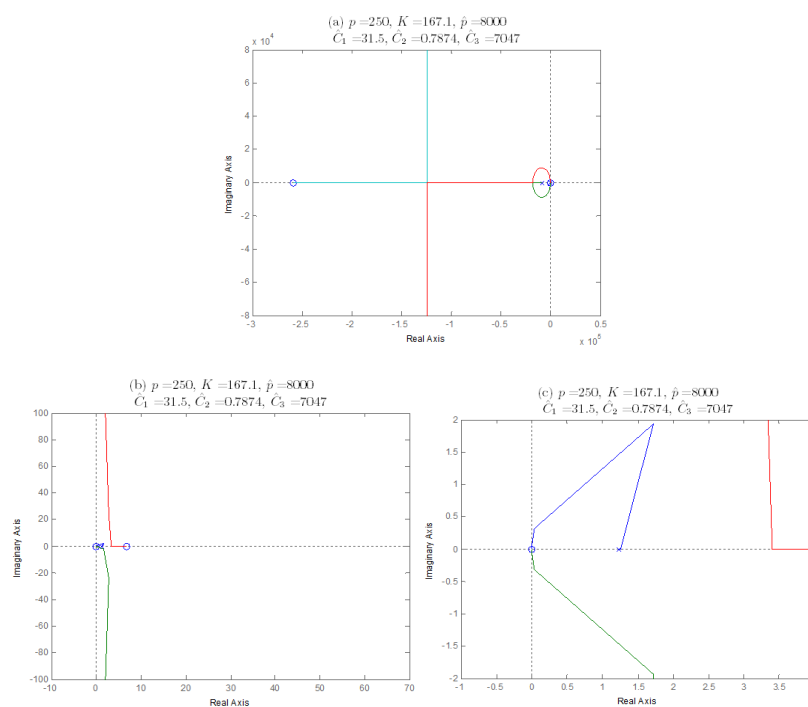 (a) p =250, K =167.1, p̂ =8000
Ĉ₁ =31.5, Ĉ₂ =0.7874, Ĉ₃ =7047
x 10⁴
8
6
4
2
0
-2
-4
-6
-8
Imaginary Axis
-3 -2.5 -2 -1.5 -1 -0.5 0 0.5
Real Axis
x 10⁵
(b) p =250, K =167.1, p̂ =8000
Ĉ₁ =31.5, Ĉ₂ =0.7874, Ĉ₃ =7047
100
80
60
40
20
0
-20
-40
-60
-80
-100
Imaginary Axis
-10 0 10 20 30 40 50 60 70
Real Axis
(c) p =250, K =167.1, p̂ =8000
Ĉ₁ =31.5, Ĉ₂ =0.7874, Ĉ₃ =7047
2
1.5
1
0.5
0
-0.5
-1
-1.5
-2
Imaginary Axis
-1 -0.5 0 0.5 1 1.5 2 2.5 3 3.5
Real Axis